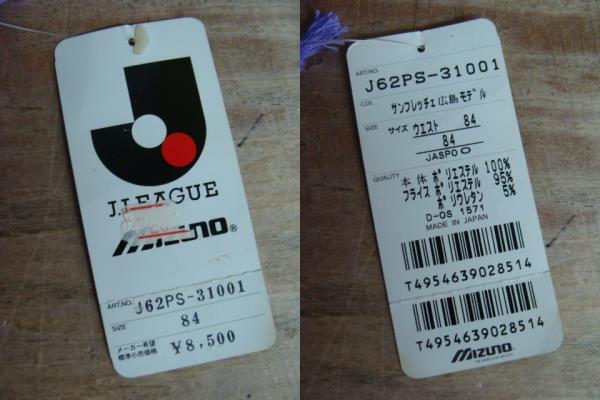 J.LEAGUE
MIZUNO®
ART.NO. J62PS-31001
SIZE 84
メーカー希望
標準小売価格 ¥8,500
ART.NO. J62PS-31001
COL. サンフレッチェ広島モデル
SIZE サイズ ウエスト 84
84
JASPO
QUALITY 本体 ポリエステル 100%
フライス ポリエステル 95%
ポリウレタン 5%
D-OS 1571
MADE IN JAPAN
T4954639028514
T4954639028514
MIZUNO
THE WORLD OF SPORTS